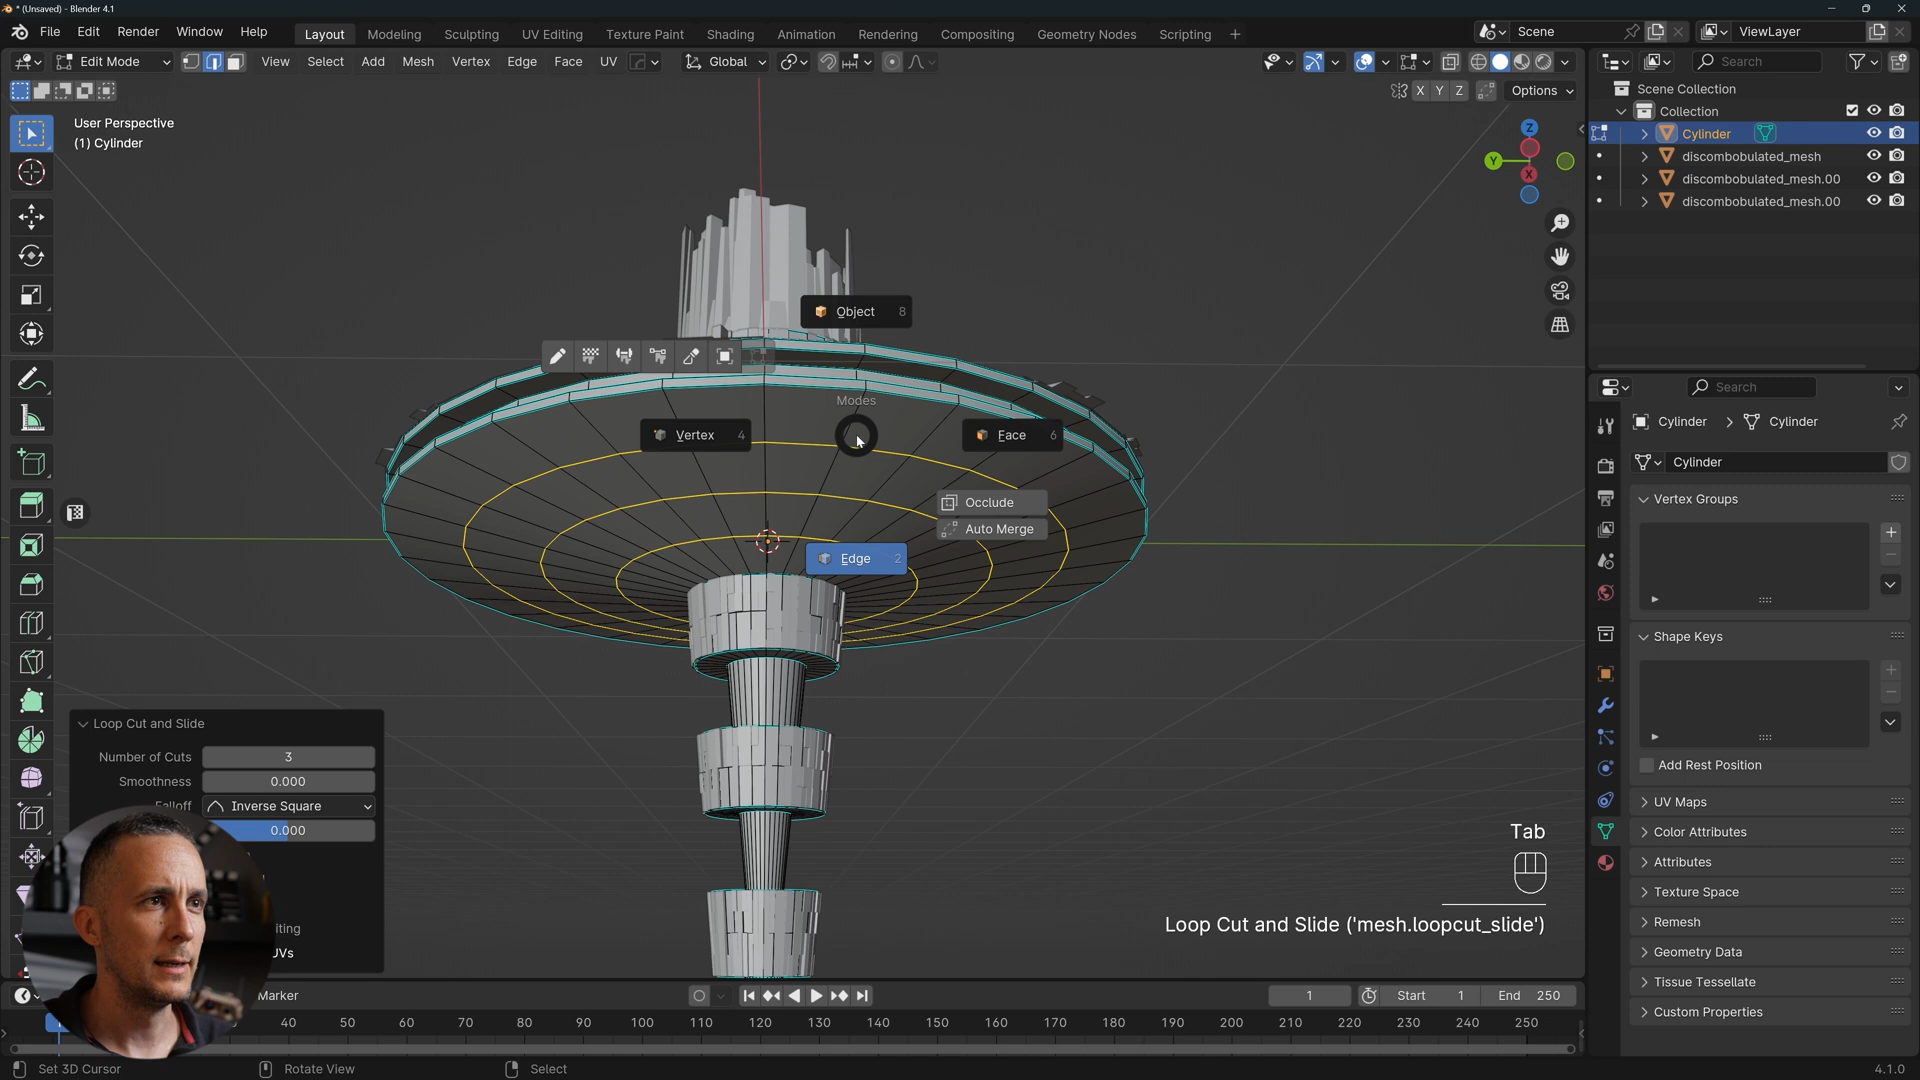 * (Unsaved) - Blender 4.1
File Edit Render Window Help Layout Modeling Sculpting UV Editing Texture Paint Shading Animation Rendering Compositing Geometry Nodes Scripting + Scene ViewLayer
Edit Mode View Select Add Mesh Vertex Edge Face UV Global Search
X Y Z Options
User Perspective
(1) Cylinder
Scene Collection
Collection
Cylinder
discombobulated_mesh
discombobulated_mesh.00
discombobulated_mesh.00
Z
Y
X
Object 8
Modes
Vertex 4
Face 6
Occlude
Auto Merge
Edge 2
Search
Cylinder > Cylinder
Cylinder
Vertex Groups
Shape Keys
Add Rest Position
UV Maps
Color Attributes
Attributes
Texture Space
Remesh
Geometry Data
Tissue Tessellate
Custom Properties
Loop Cut and Slide
Number of Cuts 3
Smoothness 0.000
Falloff Inverse Square
0.000
iting
UVs
Tab
Loop Cut and Slide ('mesh.loopcut_slide')
Marker 1 Start 1 End 250
40 50 60 70 80 90 100 110 120 130 140 150 160 170 180 190 200 210 220 230 240 250
Set 3D Cursor Rotate View Select 4.1.0